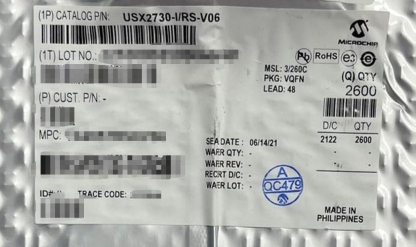 (1P) CATALOG P/N: USX2730-I/RS-V06
MICROCHIP
(1T) LOT NO.:
Pb RoHS e3 e
MSL: 3/260C
PKG: VQFN
LEAD: 48
(Q) QTY
2600
(P) CUST. P/N: -
D/C QTY
2122 2600
MPC:
SEA DATE: 06/14/21
WAFR QTY: -
WAFR REV: -
RECRT D/C: -
WAFR LOT: -
A
QC479
ID#: TRACE CODE:
MADE IN
PHILIPPINES